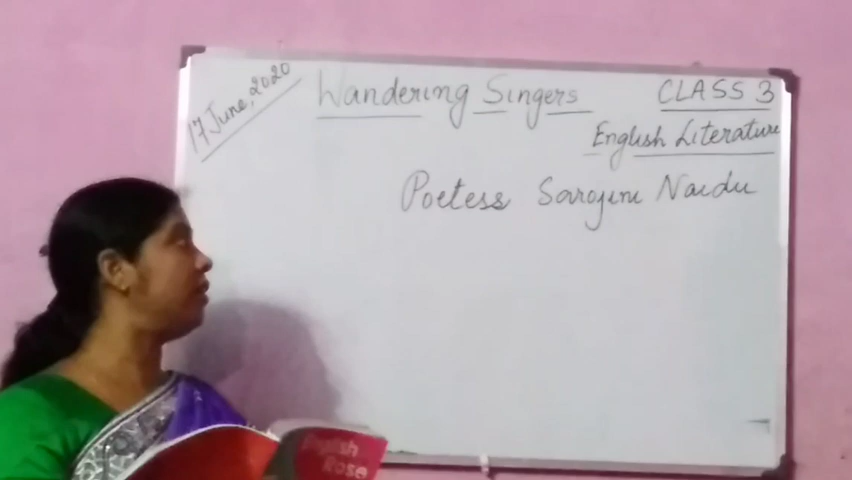 17 June, 2020
Wandering Singers
CLASS 3
English Literature
Poetess Sarojini Naidu
English
Rose